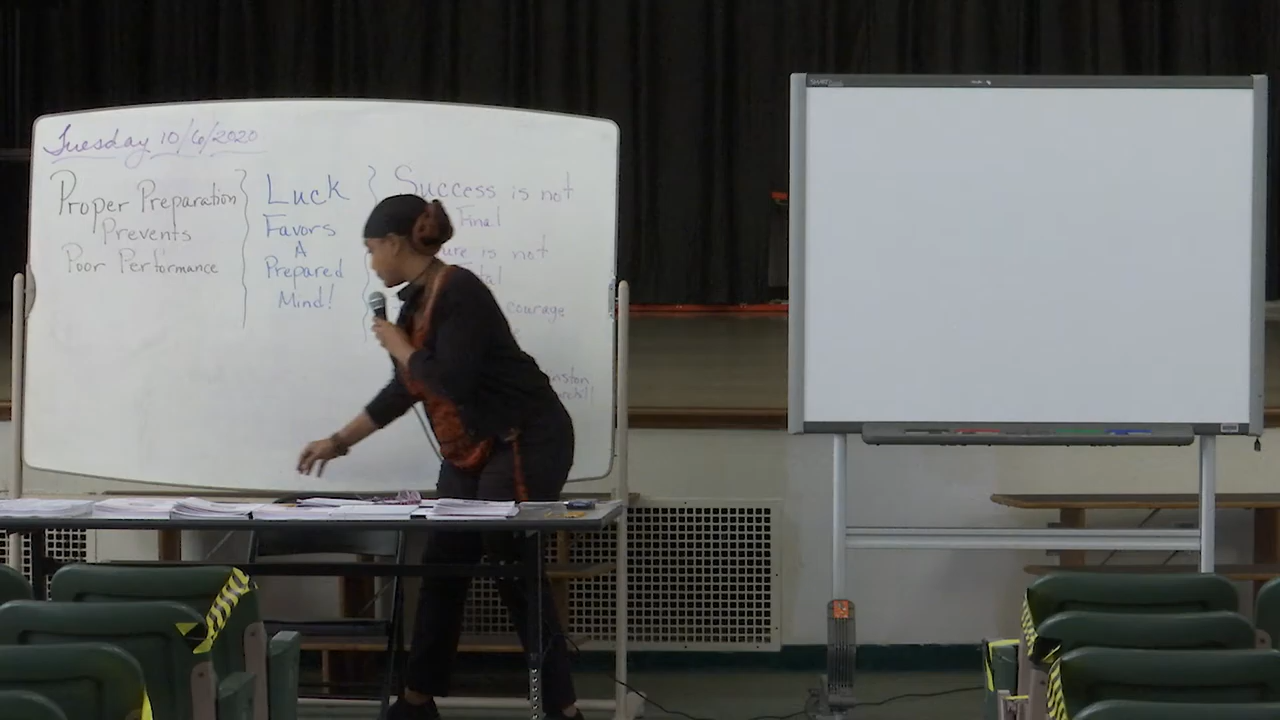 Tuesday 10/6/2020
Proper Preparation
Prevents
Poor Performance
Luck
Favors
A
Prepared
Mind!
Success is not
Final
is not
courage
SMART